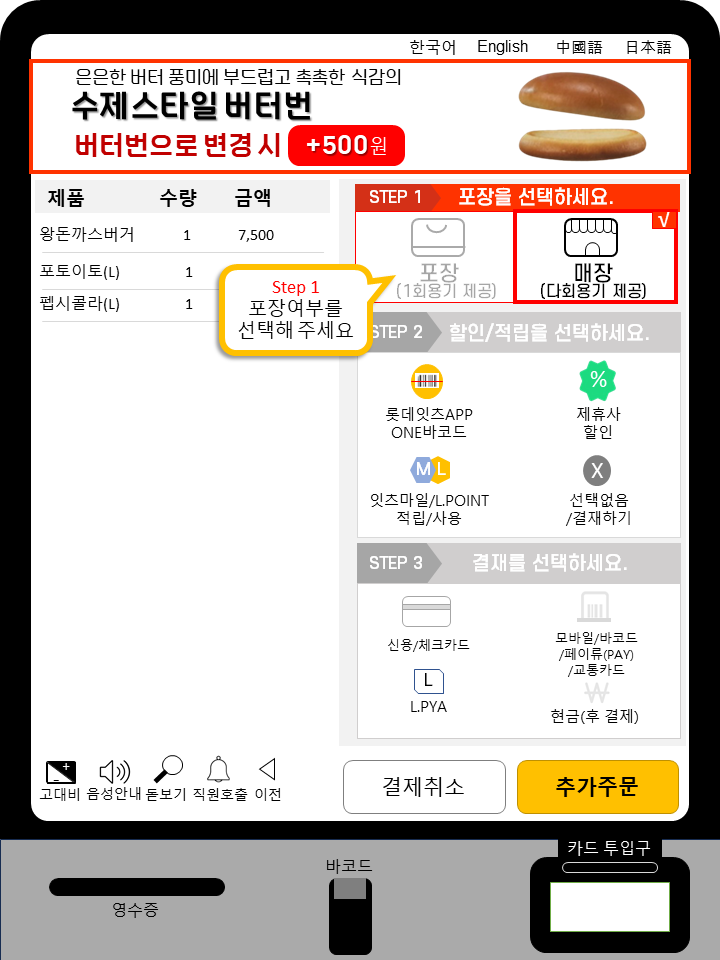 한국어 English 中國語 日本語
은은한 버터 풍미에 부드럽고 촉촉한 식감의
수제스타일 버터번
버터번으로 변경 시 +500원
제품 수량 금액
왕돈까스버거 1 7,500
포토이토(L) 1
펩시콜라(L) 1
Step 1
포장여부를
선택해 주세요
STEP 1 포장을 선택하세요.
√
포장
(1회용기 제공)
매장
(다회용기 제공)
STEP 2 할인/적립을 선택하세요.
롯데잇츠APP
ONE바코드
%
제휴사
할인
M L
잇츠마일/L.POINT
적립/사용
X
선택없음
/결재하기
STEP 3 결재를 선택하세요.
신용/체크카드
모바일/바코드
/페이류(PAY)
/교통카드
L
L.PYA
₩
현금(후 결제)
고대비 음성안내 돋보기 직원호출 이전
결제취소 추가주문
영수증
바코드
카드 투입구